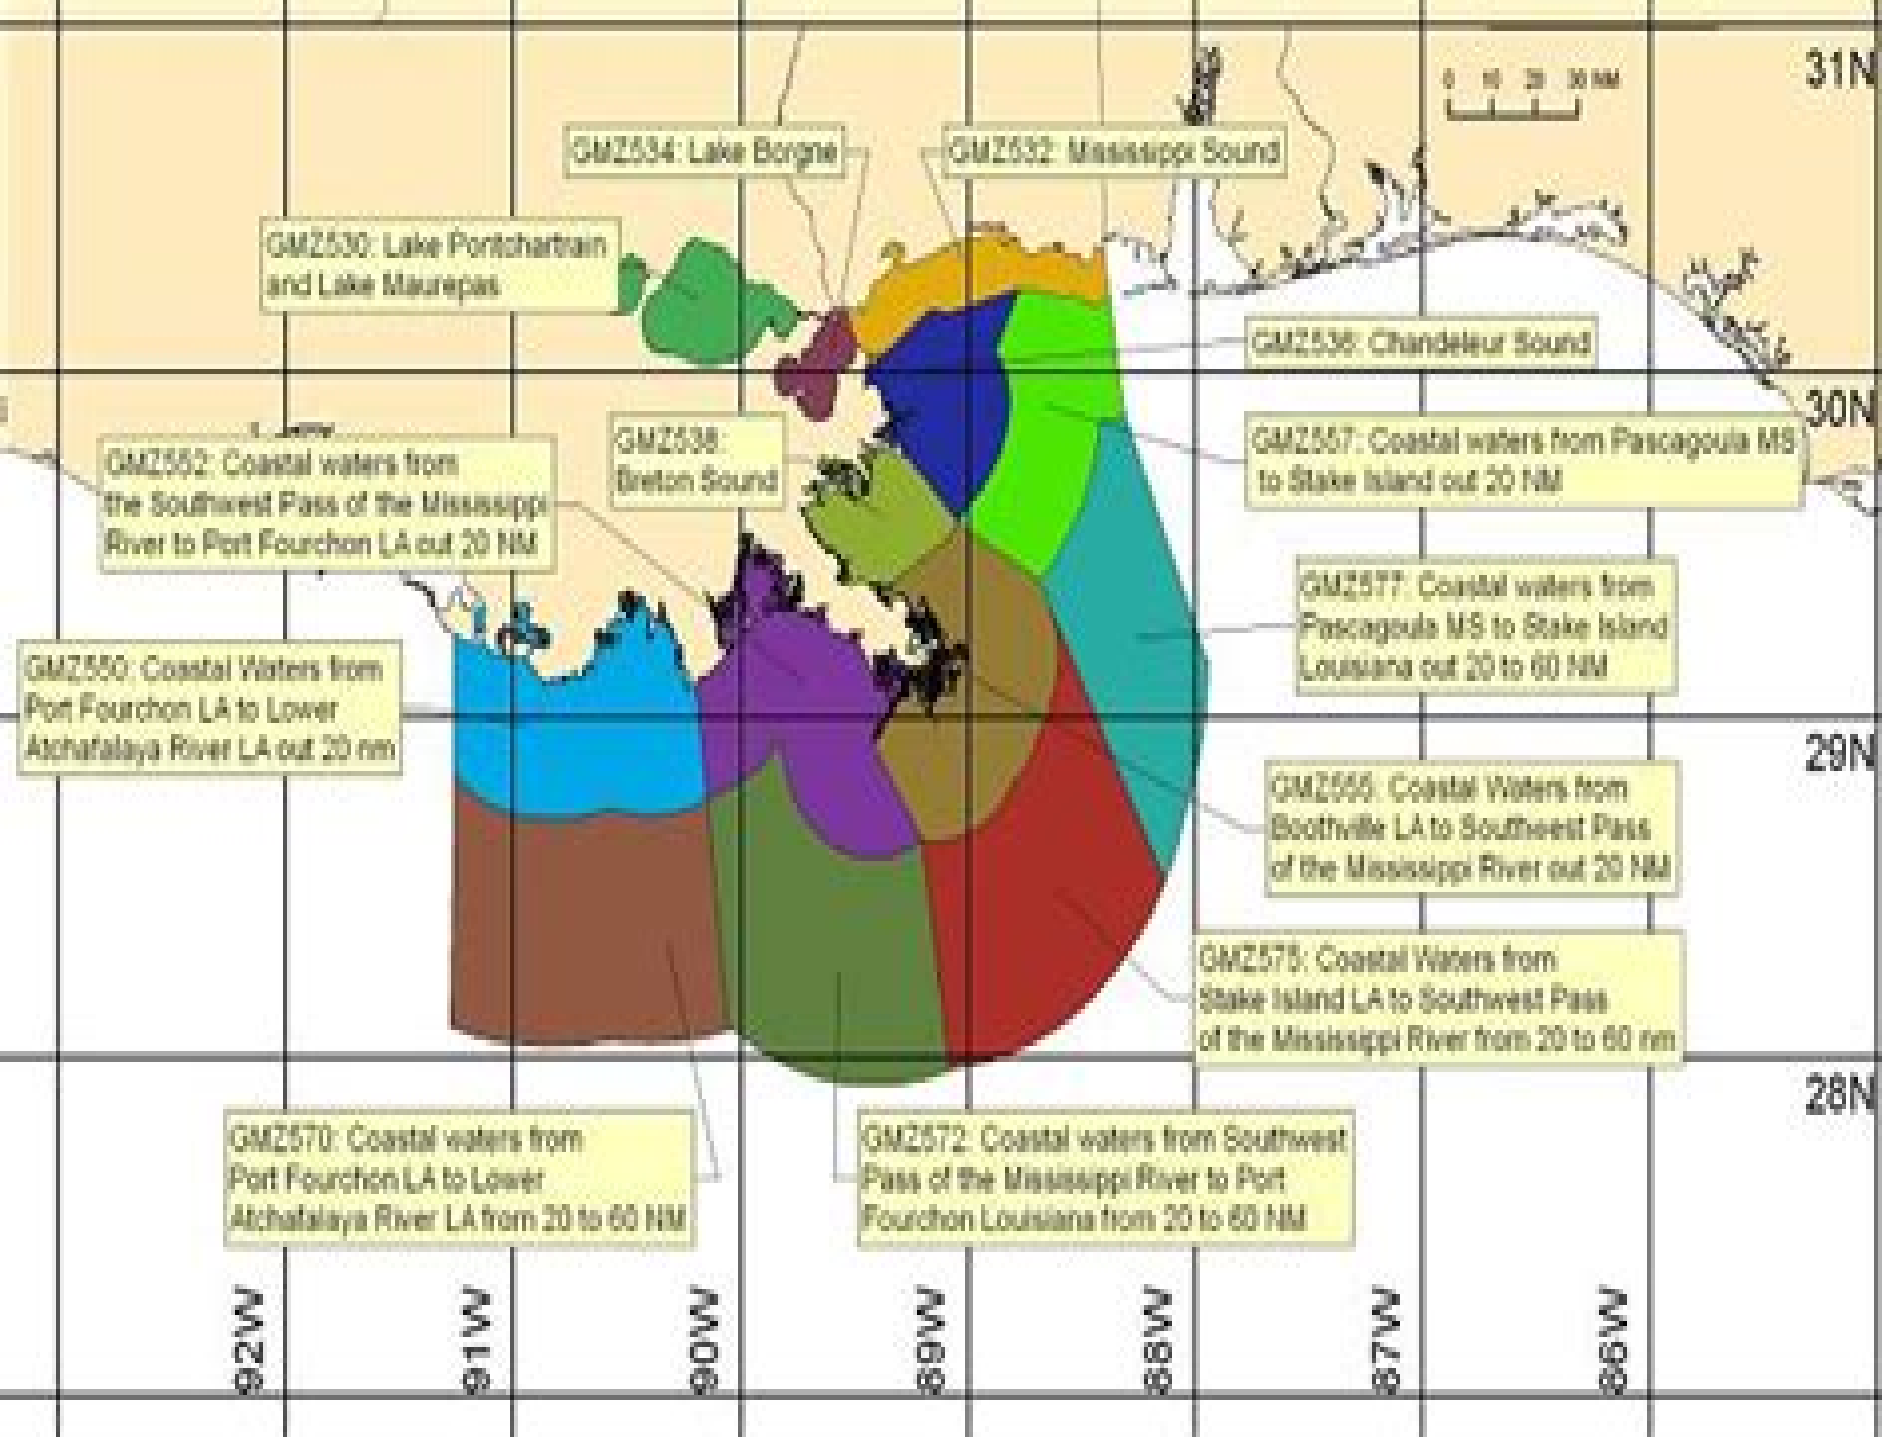 31N
0 10 20 30 NM
GMZ534: Lake Borgne
GMZ532: Mississippi Sound
GMZ530: Lake Pontchartrain
and Lake Maurepas
GMZ536: Chandeleur Sound
30N
GMZ538:
Breton Sound
GMZ557: Coastal waters from Pascagoula MS
to Stake Island out 20 NM
GMZ552: Coastal waters from
the Southwest Pass of the Mississippi
River to Port Fourchon LA out 20 NM
GMZ577: Coastal waters from
Pascagoula MS to Stake Island
Louisiana out 20 to 60 NM
GMZ550: Coastal Waters from
Port Fourchon LA to Lower
Atchafalaya River LA out 20 nm
29N
GMZ555: Coastal Waters from
Boothville LA to Southwest Pass
of the Mississippi River out 20 NM
GMZ575: Coastal Waters from
Stake Island LA to Southwest Pass
of the Mississippi River from 20 to 60 nm
28N
GMZ570: Coastal waters from
Port Fourchon LA to Lower
Atchafalaya River LA from 20 to 60 NM
GMZ572: Coastal waters from Southwest
Pass of the Mississippi River to Port
Fourchon Louisiana from 20 to 60 NM
92W
91W
90W
89W
88W
87W
86W